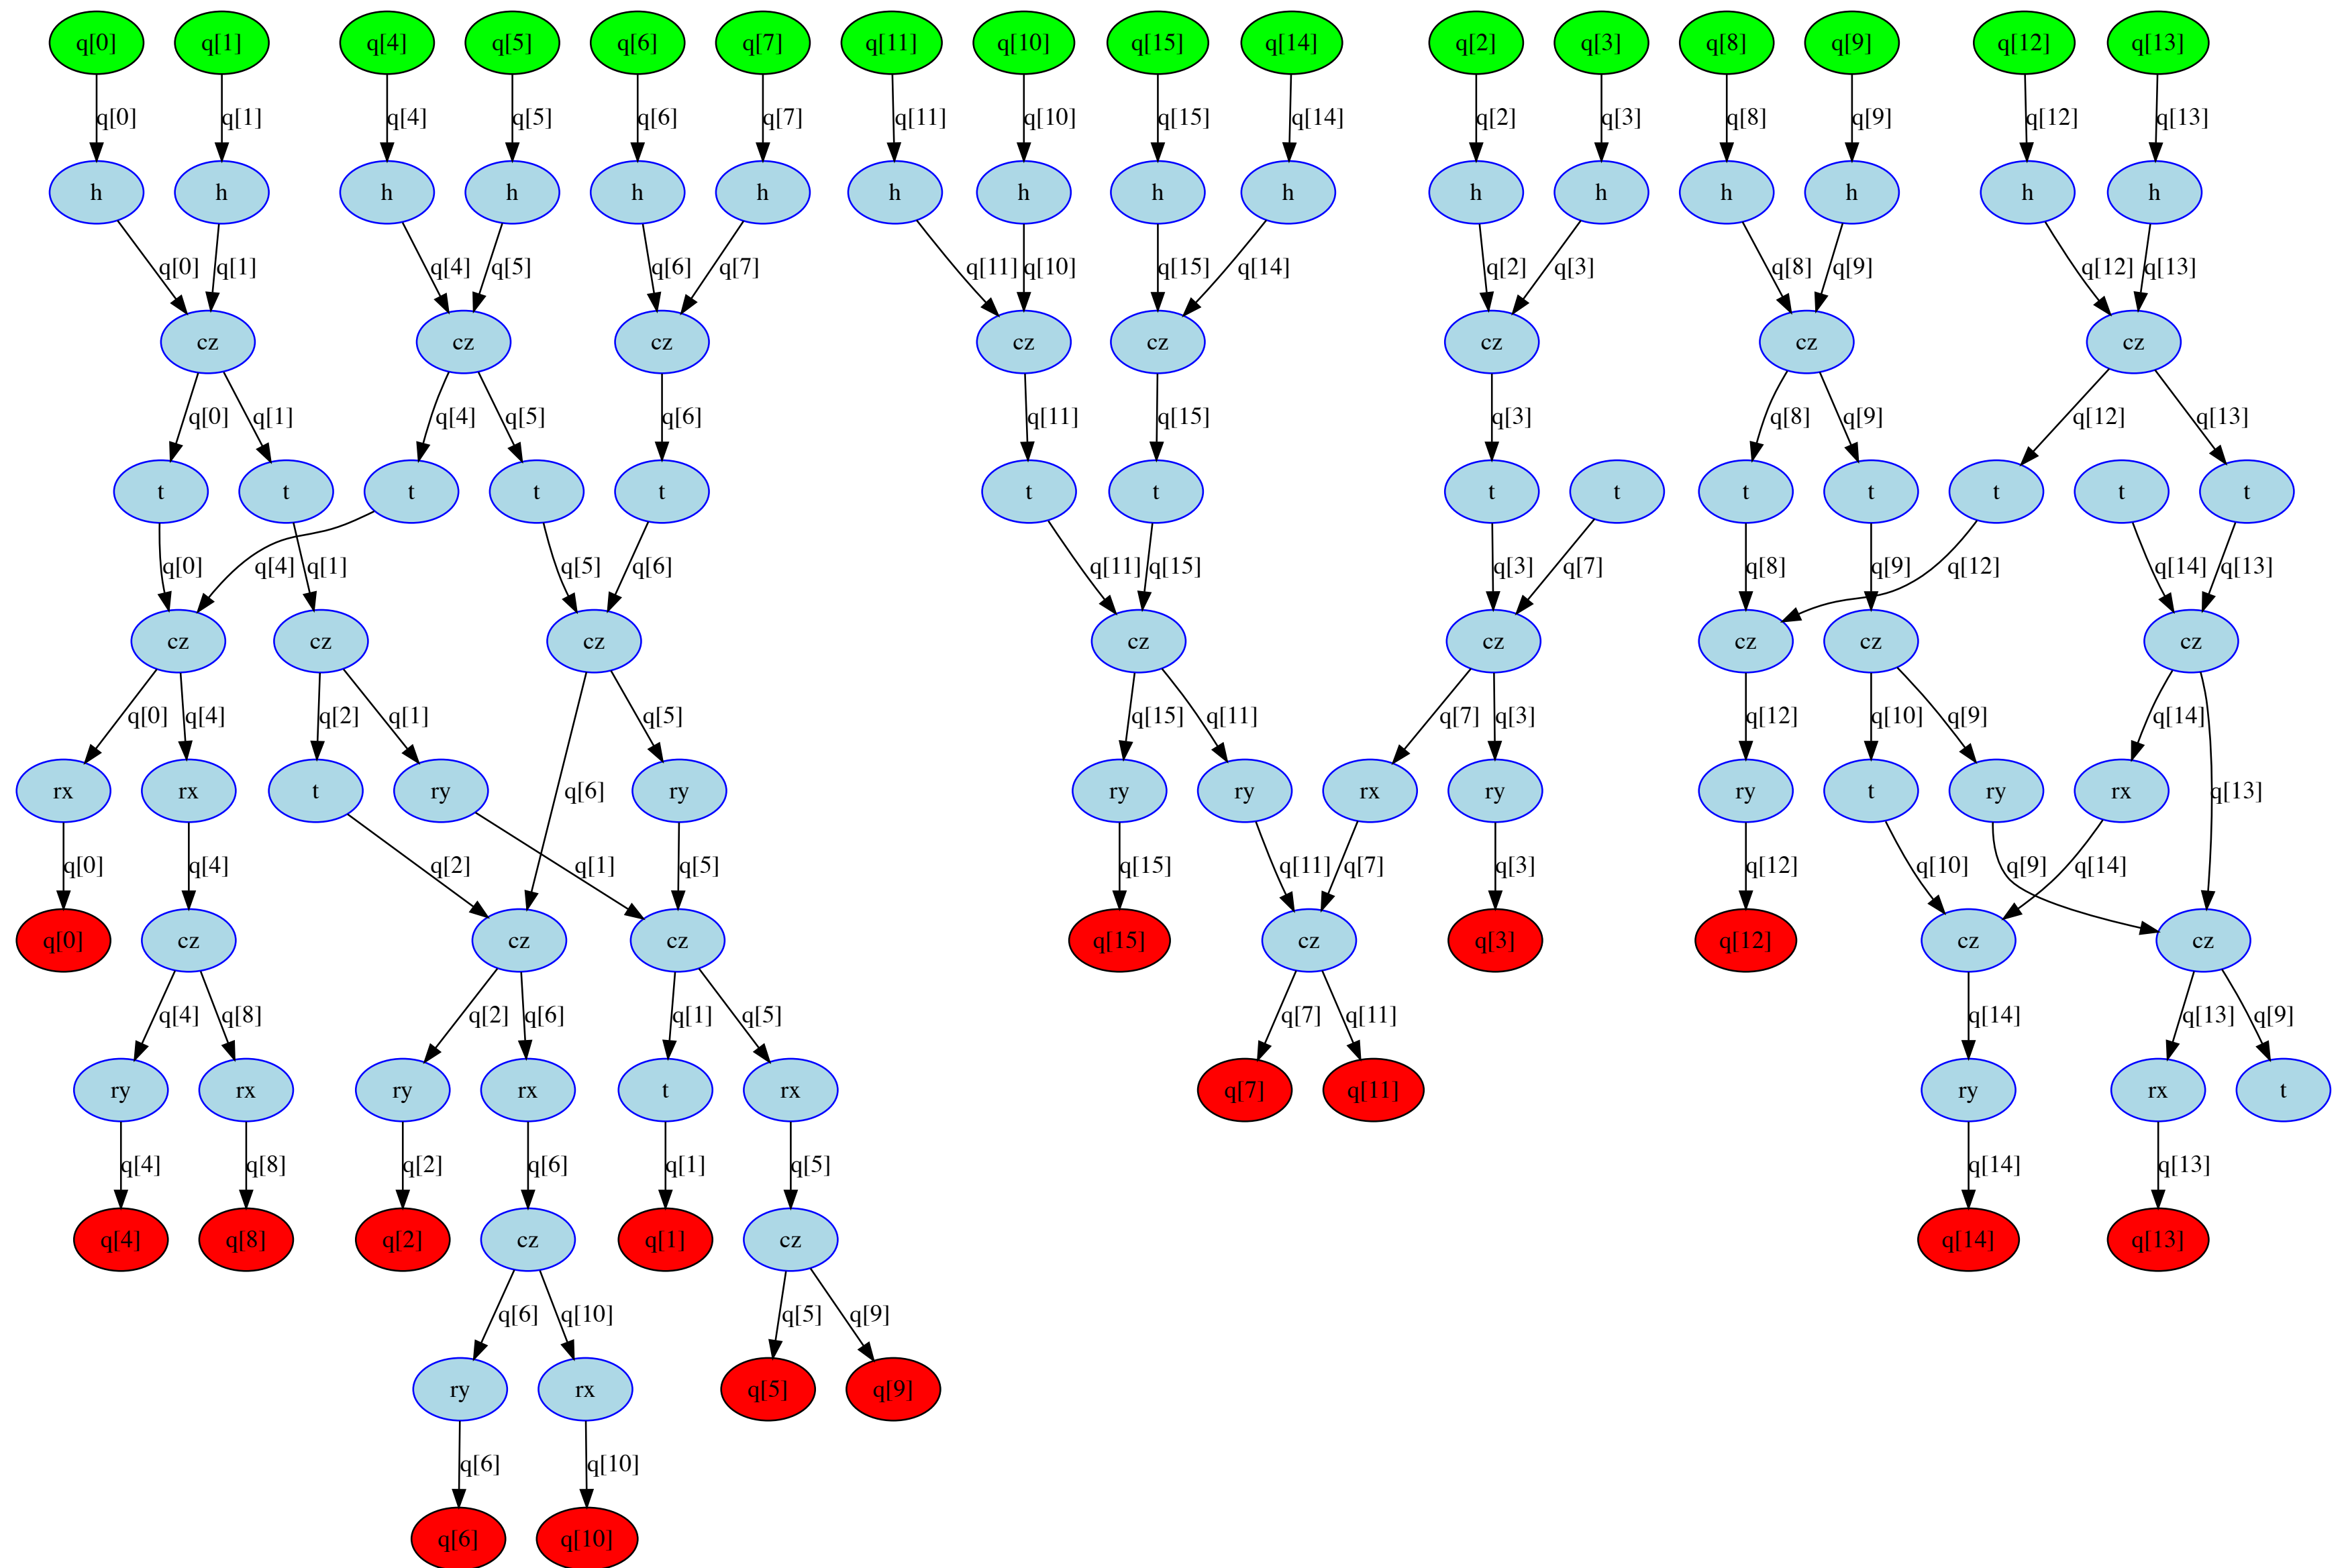 q[0] q[1] q[4] q[5] q[6] q[7] q[11] q[10] q[15] q[14] q[2] q[3] q[8] q[9] q[12] q[13]
q[0] q[1] q[4] q[5] q[6] q[7] q[11] q[10] q[15] q[14] q[2] q[3] q[8] q[9] q[12] q[13]
h h h h h h h h h h h h h h h h
q[0] q[1] q[4] q[5] q[6] q[7] q[11] q[10] q[15] q[14] q[2] q[3] q[8] q[9] q[12] q[13]
cz cz cz cz cz cz cz cz
q[0] q[1] q[4] q[5] q[6] q[11] q[15] q[3] q[8] q[9] q[12] q[13]
t t t t t t t t t t t t t t
q[0] q[4] q[1] q[5] q[6] q[11] q[15] q[3] q[7] q[8] q[9] q[12] q[14] q[13]
cz cz cz cz cz cz cz cz
q[0] q[4] q[2] q[1] q[5] q[15] q[11] q[7] q[3] q[12] q[10] q[9] q[14]
rx rx t ry q[6] ry ry ry rx ry ry t ry rx q[13]
q[0] q[4] q[2] q[1] q[5] q[15] q[11] q[7] q[3] q[12] q[10] q[9] q[14]
q[0] cz cz cz q[15] cz q[3] q[12] cz cz
q[4] q[8] q[2] q[6] q[1] q[5] q[7] q[11] q[14] q[13] q[9]
ry rx ry rx t rx q[7] q[11] ry rx t
q[4] q[8] q[2] q[6] q[1] q[5] q[14] q[13]
q[4] q[8] q[2] cz q[1] cz q[14] q[13]
q[6] q[10] q[5] q[9]
ry rx q[5] q[9]
q[6] q[10]
q[6] q[10]